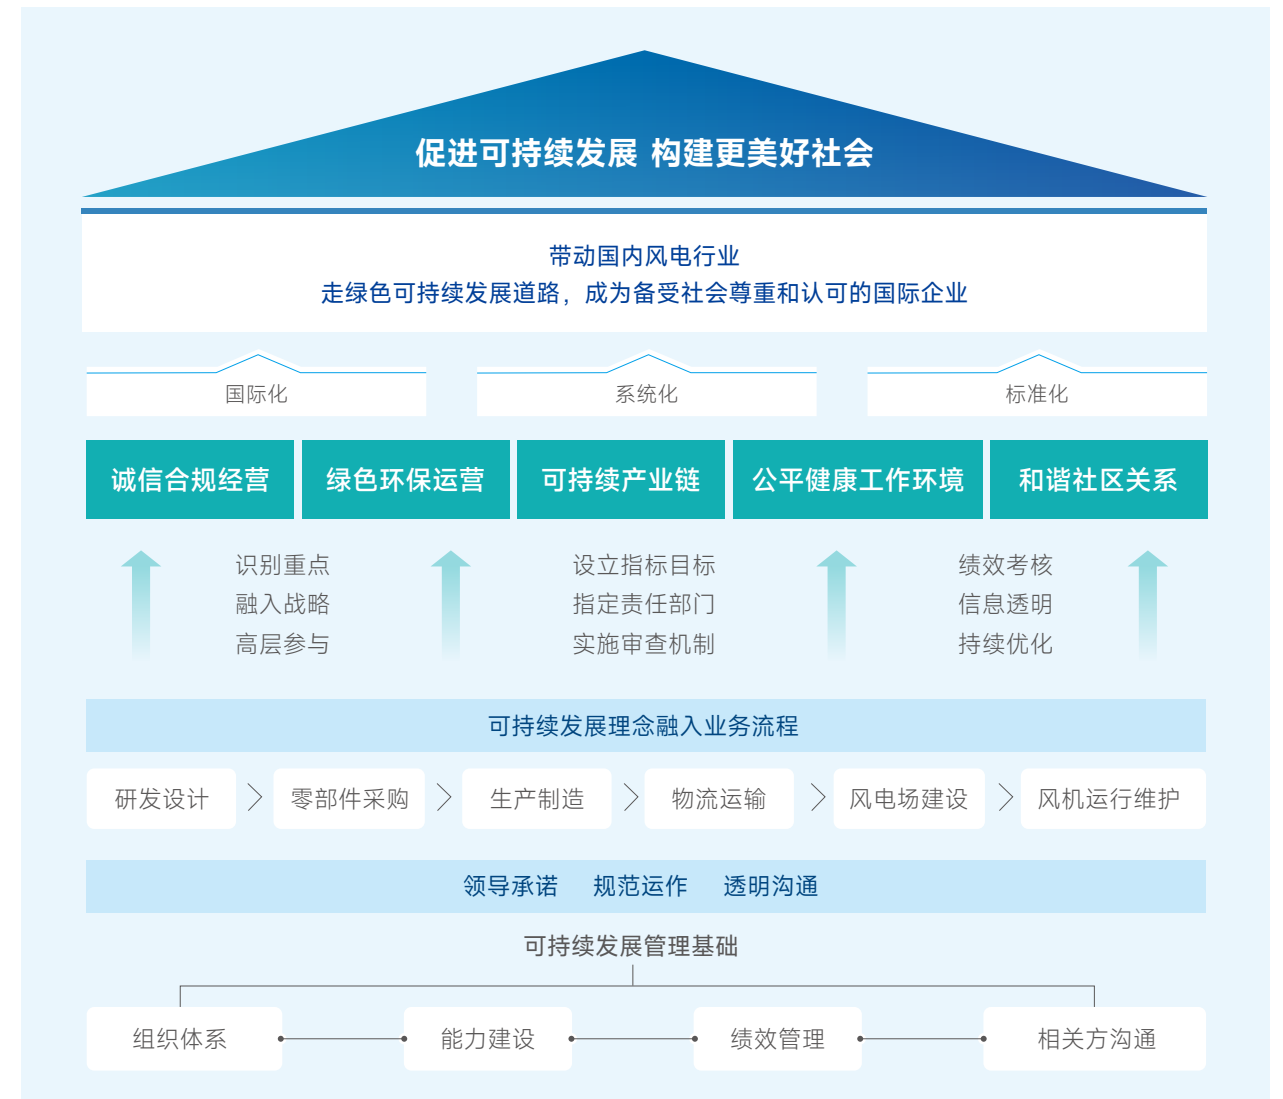 促进可持续发展 构建更美好社会
带动国内风电行业
走绿色可持续发展道路，成为备受社会尊重和认可的国际企业
国际化
系统化
标准化
诚信合规经营
绿色环保运营
可持续产业链
公平健康工作环境
和谐社区关系
识别重点
融入战略
高层参与
设立指标目标
指定责任部门
实施审查机制
绩效考核
信息透明
持续优化
可持续发展理念融入业务流程
研发设计
零部件采购
生产制造
物流运输
风电场建设
风机运行维护
领导承诺 规范运作 透明沟通
可持续发展管理基础
组织体系
能力建设
绩效管理
相关方沟通